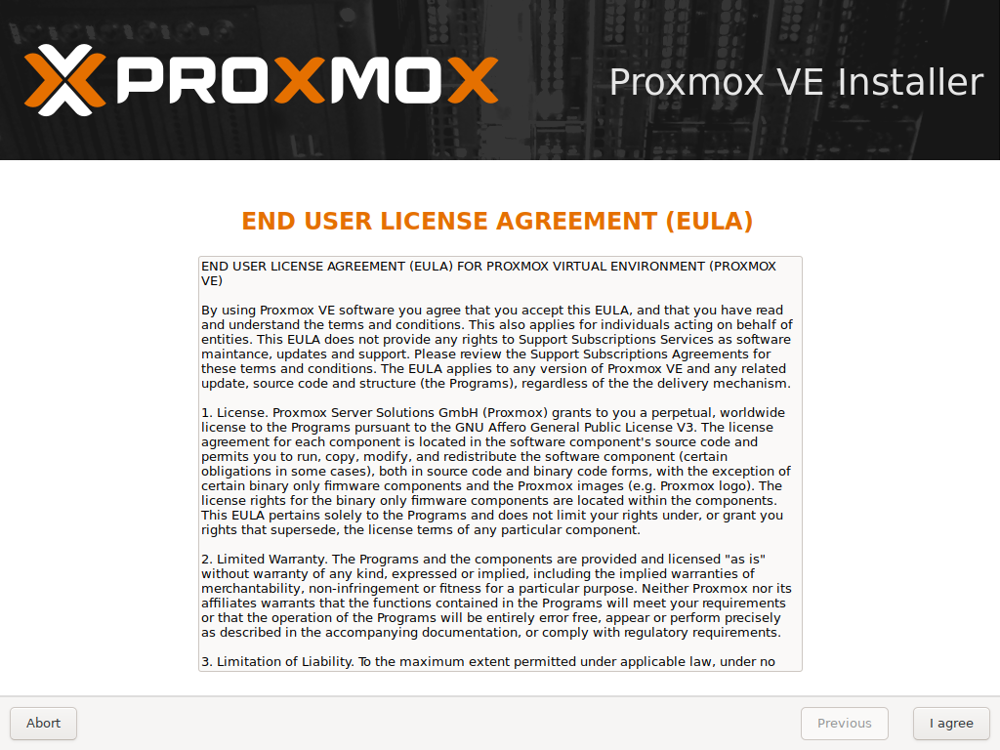 PROXMOX
Proxmox VE Installer
END USER LICENSE AGREEMENT (EULA)
END USER LICENSE AGREEMENT (EULA) FOR PROXMOX VIRTUAL ENVIRONMENT (PROXMOX
VE)
By using Proxmox VE software you agree that you accept this EULA, and that you have read
and understand the terms and conditions. This also applies for individuals acting on behalf of
entities. This EULA does not provide any rights to Support Subscriptions Services as software
maintance, updates and support. Please review the Support Subscriptions Agreements for
these terms and conditions. The EULA applies to any version of Proxmox VE and any related
update, source code and structure (the Programs), regardless of the the delivery mechanism.
1. License. Proxmox Server Solutions GmbH (Proxmox) grants to you a perpetual, worldwide
license to the Programs pursuant to the GNU Affero General Public License V3. The license
agreement for each component is located in the software component's source code and
permits you to run, copy, modify, and redistribute the software component (certain
obligations in some cases), both in source code and binary code forms, with the exception of
certain binary only firmware components and the Proxmox images (e.g. Proxmox logo). The
license rights for the binary only firmware components are located within the components.
This EULA pertains solely to the Programs and does not limit your rights under, or grant you
rights that supersede, the license terms of any particular component.
2. Limited Warranty. The Programs and the components are provided and licensed "as is"
without warranty of any kind, expressed or implied, including the implied warranties of
merchantability, non-infringement or fitness for a particular purpose. Neither Proxmox nor its
affiliates warrants that the functions contained in the Programs will meet your requirements
or that the operation of the Programs will be entirely error free, appear or perform precisely
as described in the accompanying documentation, or comply with regulatory requirements.
3. Limitation of Liability. To the maximum extent permitted under applicable law, under no
Abort
Previous
I agree